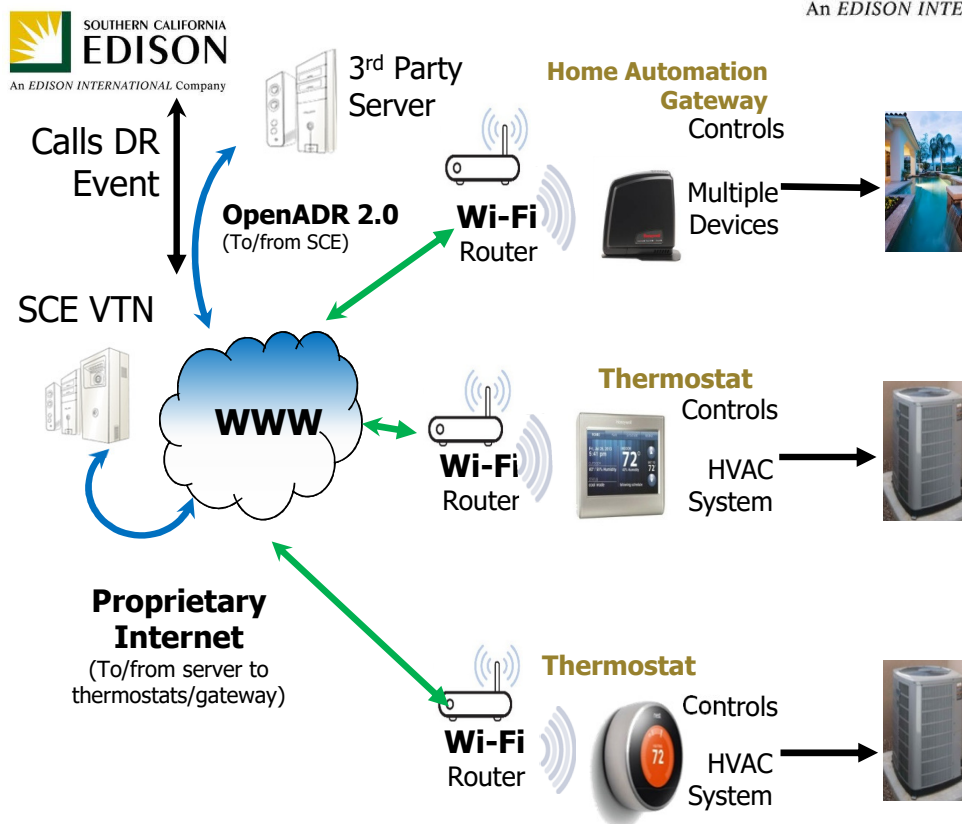 An EDISON INTE
SOUTHERN CALIFORNIA
EDISON
An EDISON INTERNATIONAL Company
3rd Party
Server
Home Automation
Gateway
Controls
Calls DR
Event
Multiple
Devices
OpenADR 2.0
(To/from SCE)
Wi-Fi
Router
SCE VTN
WWW
Thermostat
Controls
72
Wi-Fi
Router
HVAC
System
Proprietary
Internet
(To/from server to
thermostats/gateway)
Thermostat
Controls
72
Wi-Fi
Router
HVAC
System